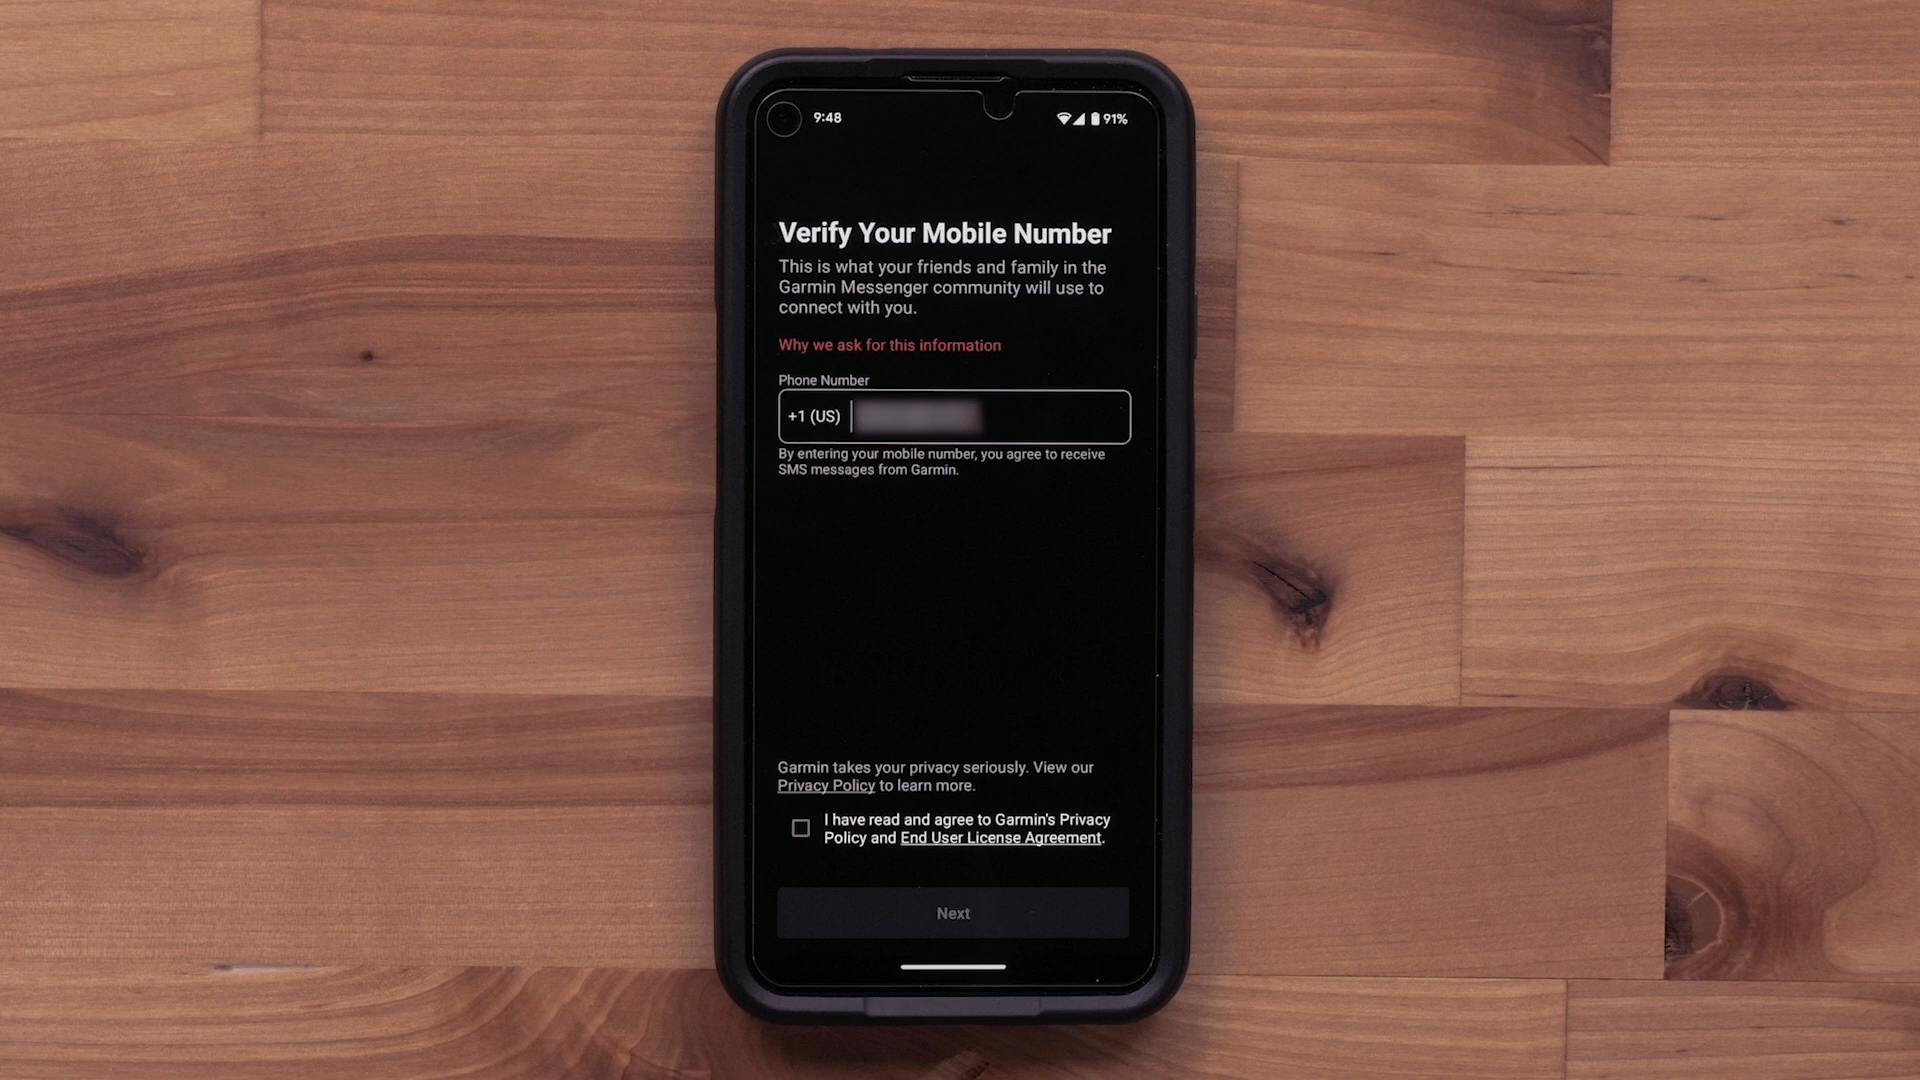 9:48
91%
Verify Your Mobile Number
This is what your friends and family in the
Garmin Messenger community will use to
connect with you.
Why we ask for this information
Phone Number
+1 (US)
By entering your mobile number, you agree to receive
SMS messages from Garmin.
Garmin takes your privacy seriously. View our
Privacy Policy to learn more.
I have read and agree to Garmin's Privacy
Policy and End User License Agreement.
Next